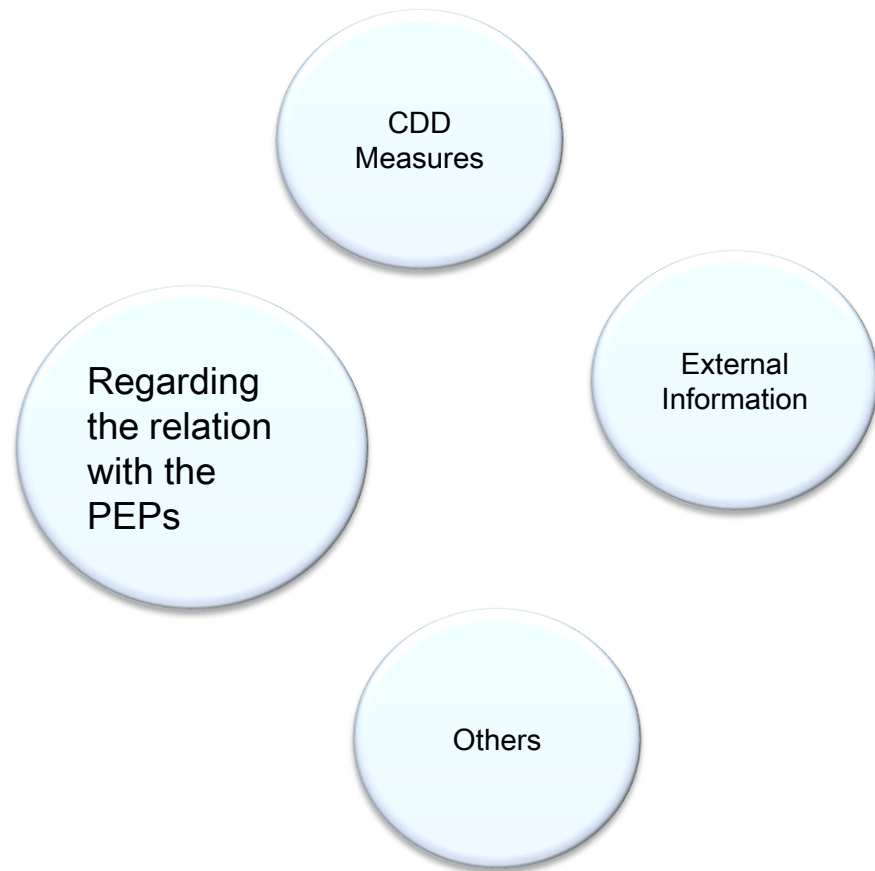 CDD
Measures
External
Information
Regarding
the relation
with the
PEPs
Others